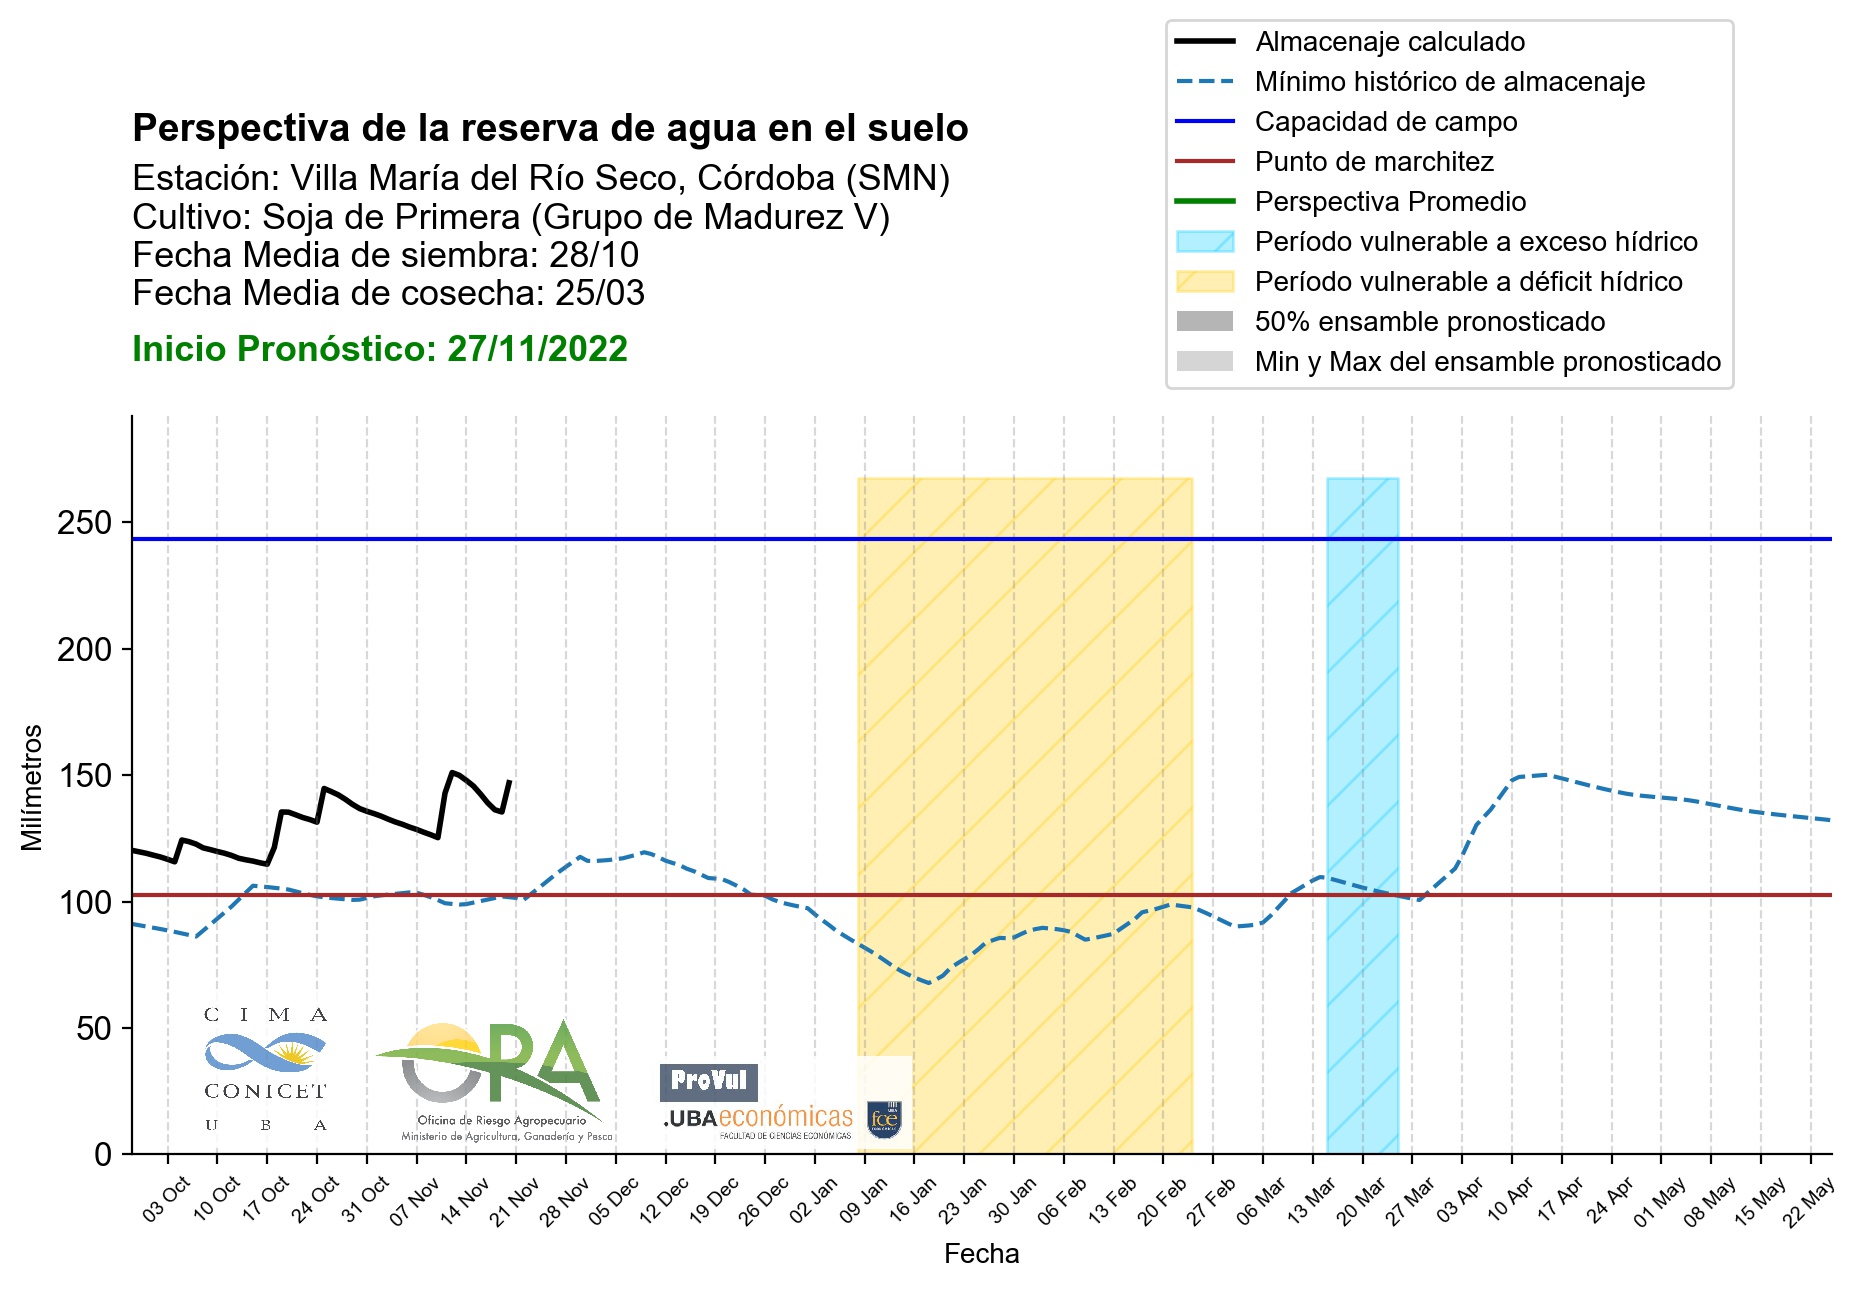 Perspectiva de la reserva de agua en el suelo
Estación: Villa María del Río Seco, Córdoba (SMN)
Cultivo: Soja de Primera (Grupo de Madurez V)
Fecha Media de siembra: 28/10
Fecha Media de cosecha: 25/03
Inicio Pronóstico: 27/11/2022
Almacenaje calculado
Mínimo histórico de almacenaje
Capacidad de campo
Punto de marchitez
Perspectiva Promedio
Período vulnerable a exceso hídrico
Período vulnerable a déficit hídrico
50% ensamble pronosticado
Min y Max del ensamble pronosticado
Milímetros
250
200
150
100
50
0
C I M A
CONICET
U B A
ORA
Oficina de Riesgo Agropecuario
Ministerio de Agricultura, Ganadería y Pesca
ProVul
.UBAeconómicas
FACULTAD DE CIENCIAS ECONÓMICAS
fce
03 Oct
10 Oct
17 Oct
24 Oct
31 Oct
07 Nov
14 Nov
21 Nov
28 Nov
05 Dec
12 Dec
19 Dec
26 Dec
02 Jan
09 Jan
16 Jan
23 Jan
30 Jan
06 Feb
13 Feb
20 Feb
27 Feb
06 Mar
13 Mar
20 Mar
27 Mar
03 Apr
10 Apr
17 Apr
24 Apr
01 May
08 May
15 May
22 May
Fecha